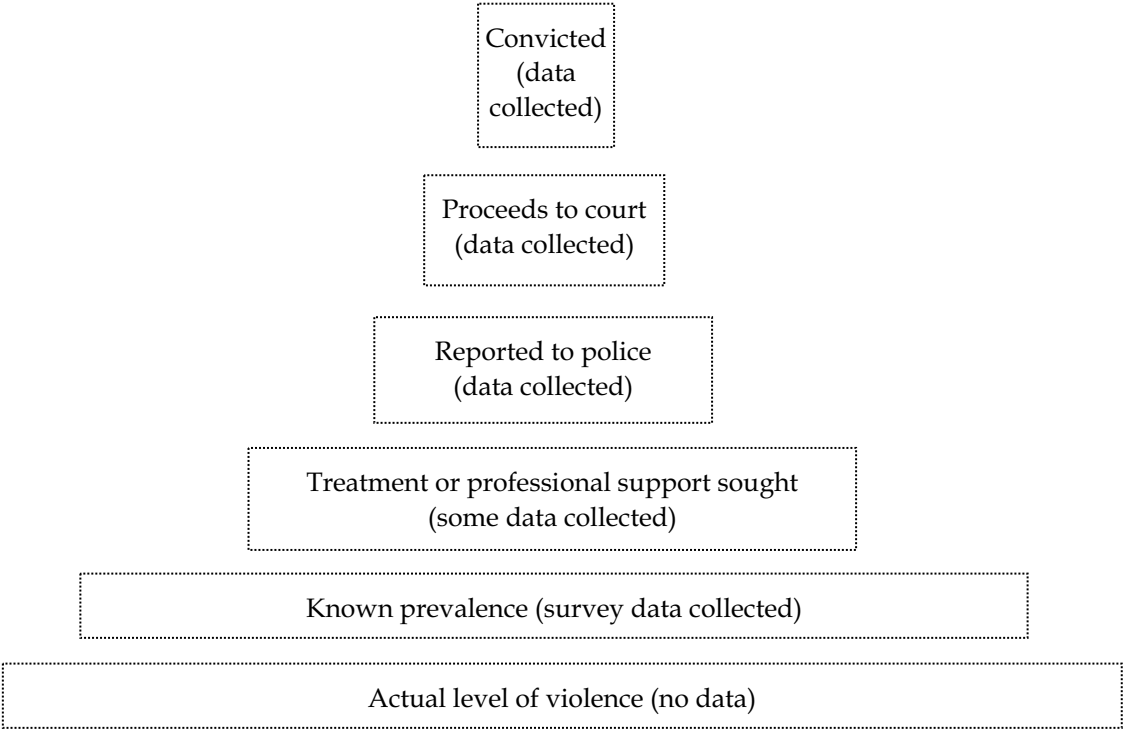 Convicted
(data
collected)
Proceeds to court
(data collected)
Reported to police
(data collected)
Treatment or professional support sought
(some data collected)
Known prevalence (survey data collected)
Actual level of violence (no data)